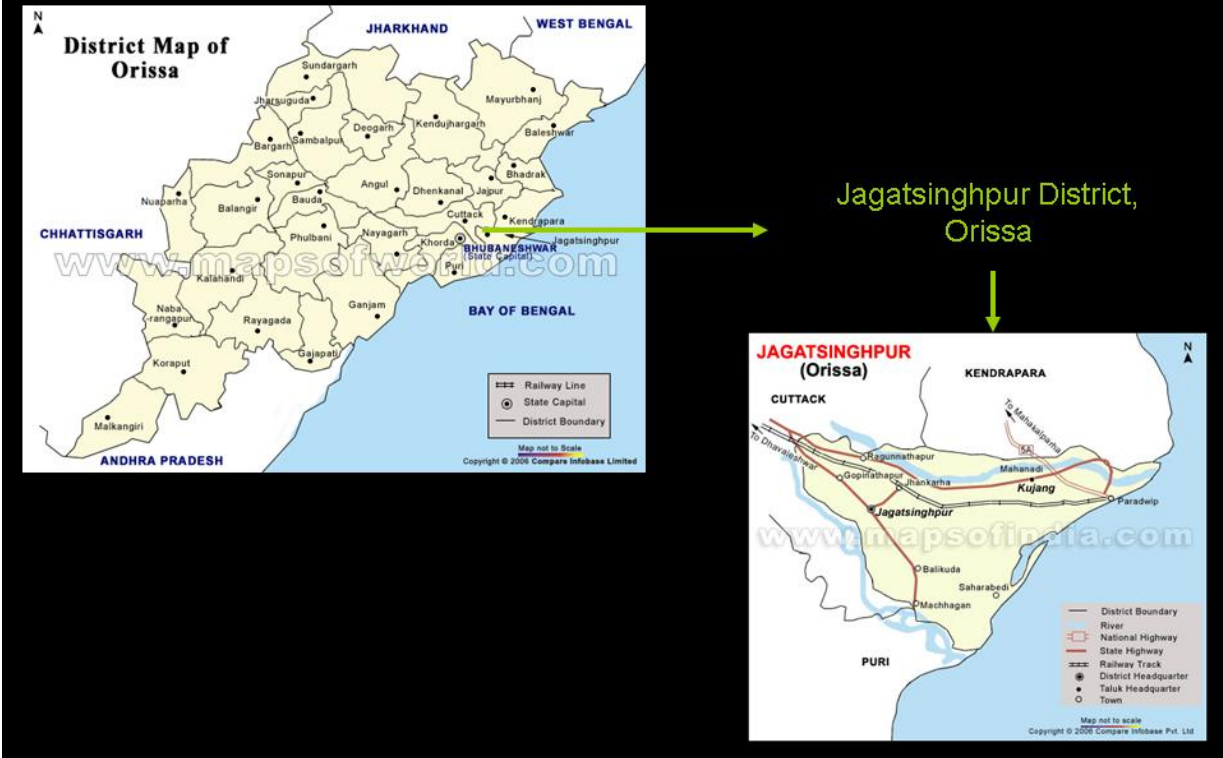 N
District Map of
Orissa
JHARKHAND
WEST BENGAL
Sundargarh
Jharsuguda
Mayurbhanj
Kendujhargarh
Deogarh
Sambalpur
Bargarh
Baleshwar
Sonapur
Bhadrak
Angul
Dhenkanal
Jajpur
Nuaparha
Balangir
Bauda
Cuttack
Kendrapara
CHHATTISGARH
Phulbani
Nayagarh
Khorda
BHUBANESHWAR
(State Capital)
Jagatsinghpur
Puri
www.mapsofworld.com
Kalahandi
Naba
-rangapur
Rayagada
Ganjam
BAY OF BENGAL
Koraput
Gajapati
Malkangiri
ANDHRA PRADESH
Railway Line
State Capital
District Boundary
Map not to Scale
Copyright © 2006 Compare Infobase Limited
Jagatsinghpur District,
Orissa
JAGATSINGHPUR
(Orissa)
N
KENDRAPARA
CUTTACK
To Mahakalparha
To Dhavaleshwar
5A
Ragunnathapur
Mahanadi
Gopinathapur
Jhankarha
Kujang
Paradwip
Jagatsinghpur
www.mapsofindia.com
Balikuda
Saharabedi
Machhagan
PURI
District Boundary
River
National Highway
State Highway
Railway Track
District Headquarter
Taluk Headquarter
Town
Map not to scale
Copyright © 2006 Compare Infobase Pvt. Ltd